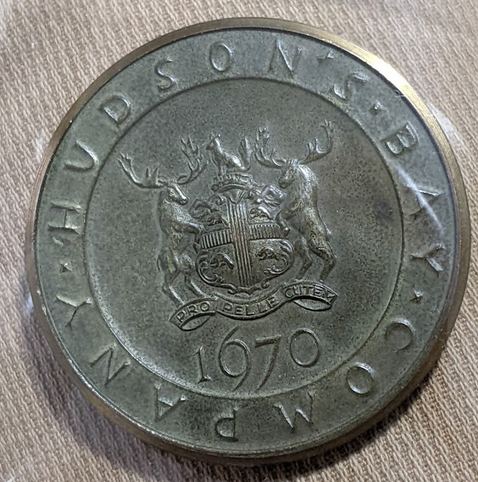 HUDSON'S · BAY · COMPANY ·
PRO PELLE CUTEM
1670